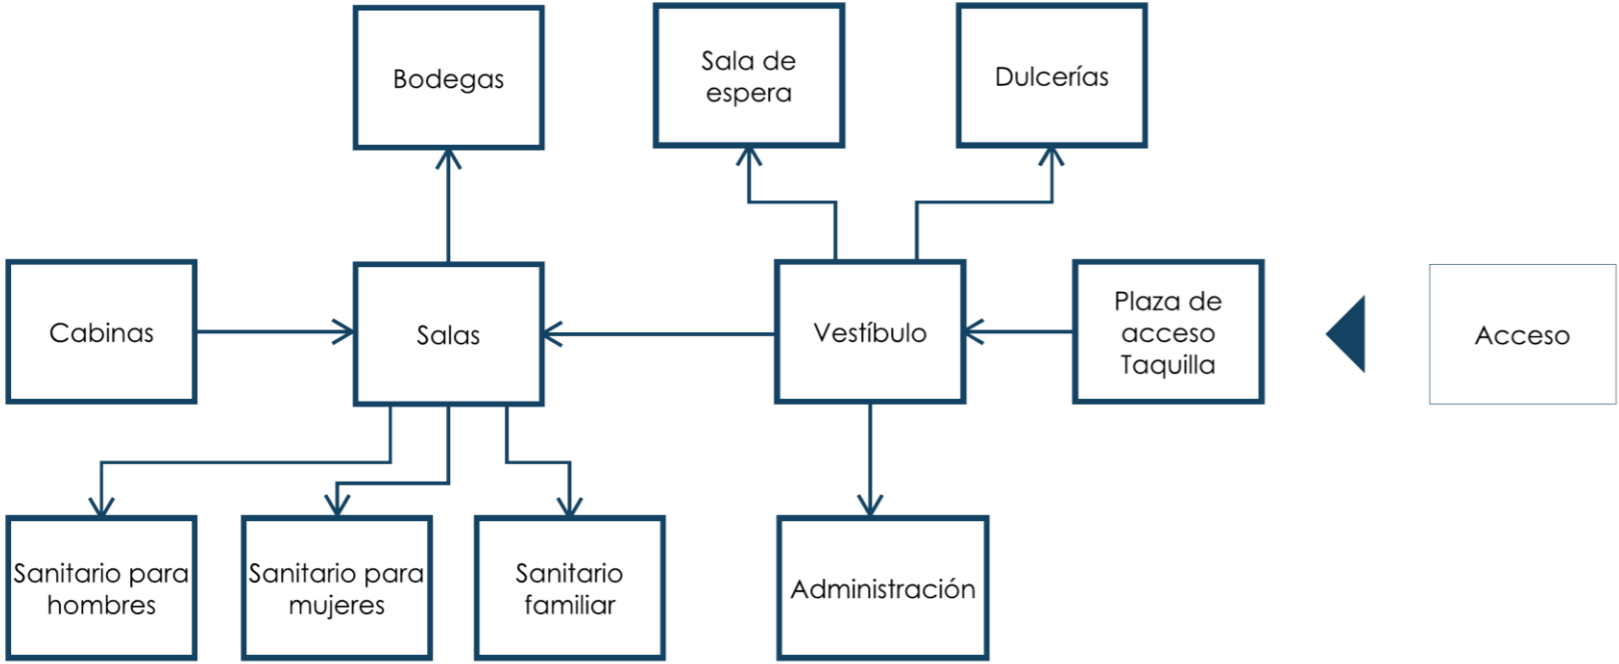 Bodegas
Sala de
espera
Dulcerías
Cabinas
Salas
Vestíbulo
Plaza de
acceso
Taquilla
Acceso
Sanitario para
hombres
Sanitario para
mujeres
Sanitario
familiar
Administración